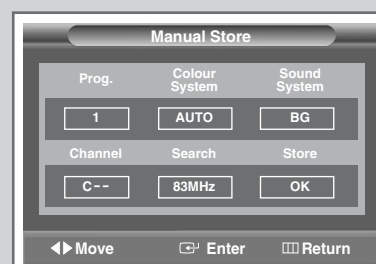 Manual Store
Prog. Colour System Sound System
1 AUTO BG
Channel Search Store
C-- 83MHz OK
Move Enter Return